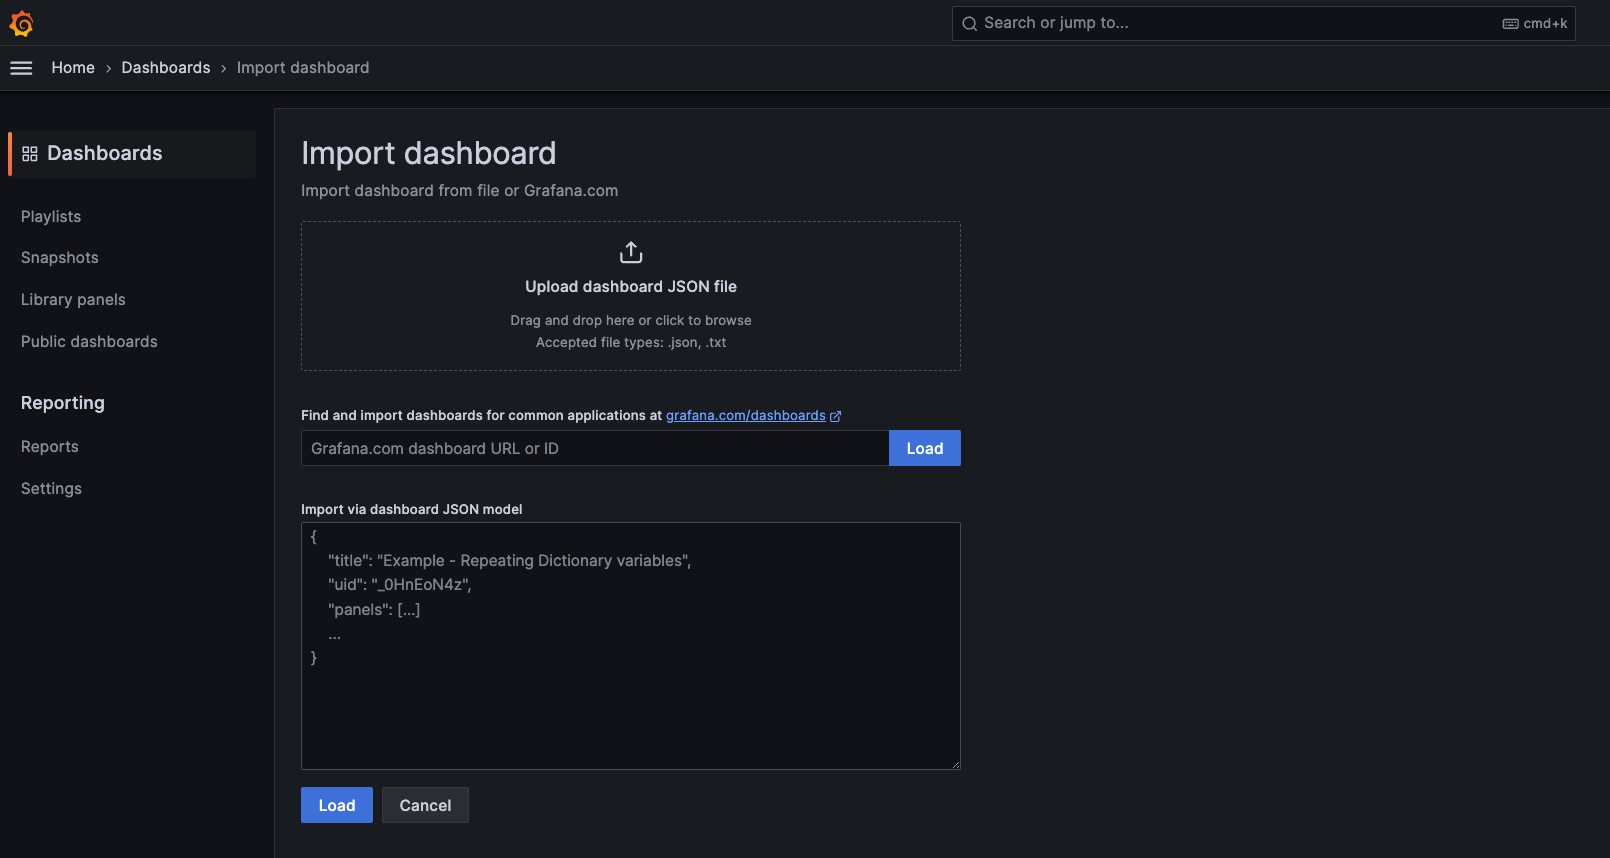 Search or jump to...
cmd+k
Home › Dashboards › Import dashboard
Dashboards
Playlists
Snapshots
Library panels
Public dashboards
Reporting
Reports
Settings
Import dashboard
Import dashboard from file or Grafana.com
Upload dashboard JSON file
Drag and drop here or click to browse
Accepted file types: .json, .txt
Find and import dashboards for common applications at grafana.com/dashboards
Grafana.com dashboard URL or ID
Load
Import via dashboard JSON model
{
"title": "Example - Repeating Dictionary variables",
"uid": "_0HnEoN4z",
"panels": [...]
...
}
Load
Cancel